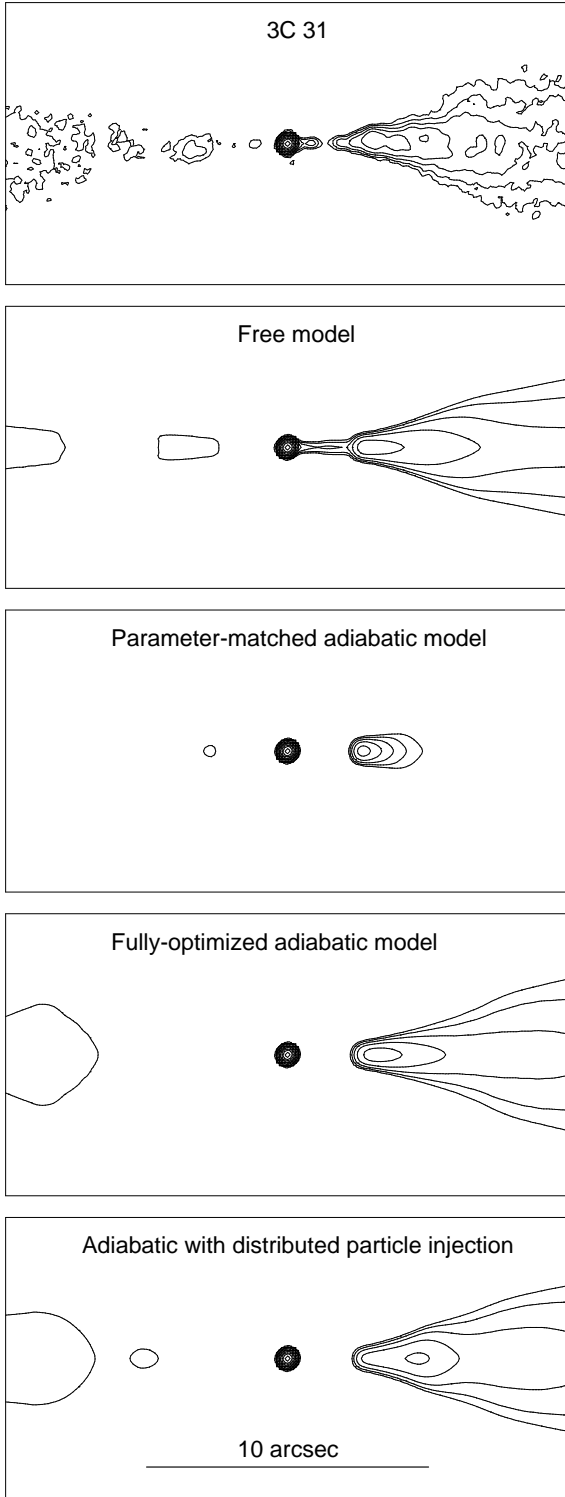 3C 31
Free model
Parameter-matched adiabatic model
Fully-optimized adiabatic model
Adiabatic with distributed particle injection
10 arcsec